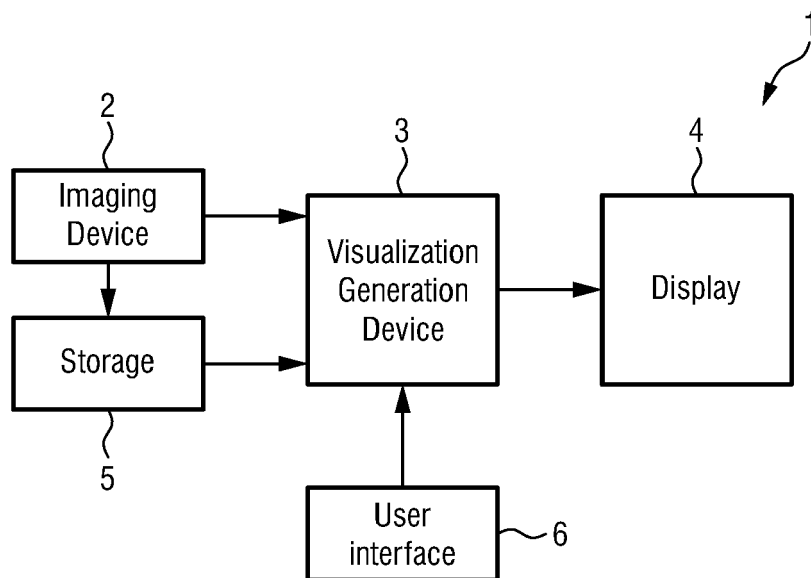 1
2
3
4
Imaging
Device
Visualization
Generation
Device
Display
Storage
5
User
interface
6